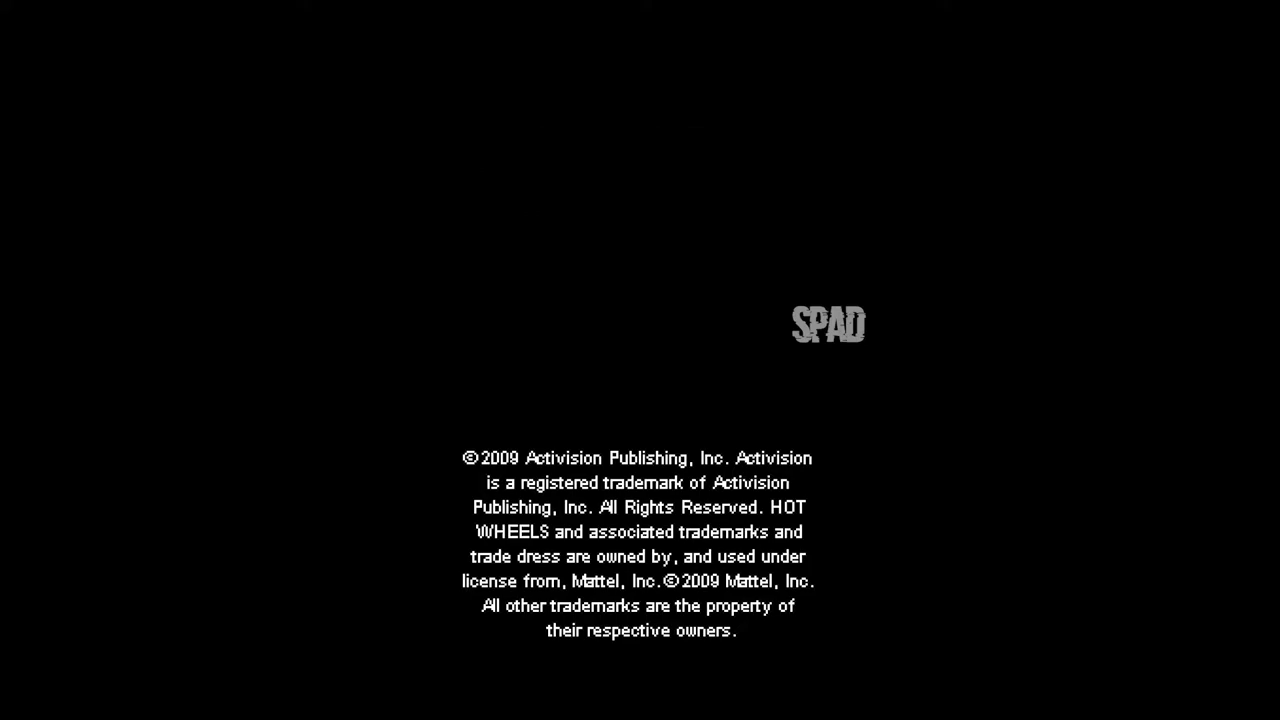 SPAD
©2009 Activision Publishing, Inc. Activision
is a registered trademark of Activision
Publishing, Inc. All Rights Reserved. HOT
WHEELS and associated trademarks and
trade dress are owned by, and used under
license from, Mattel, Inc.©2009 Mattel, Inc.
All other trademarks are the property of
their respective owners.